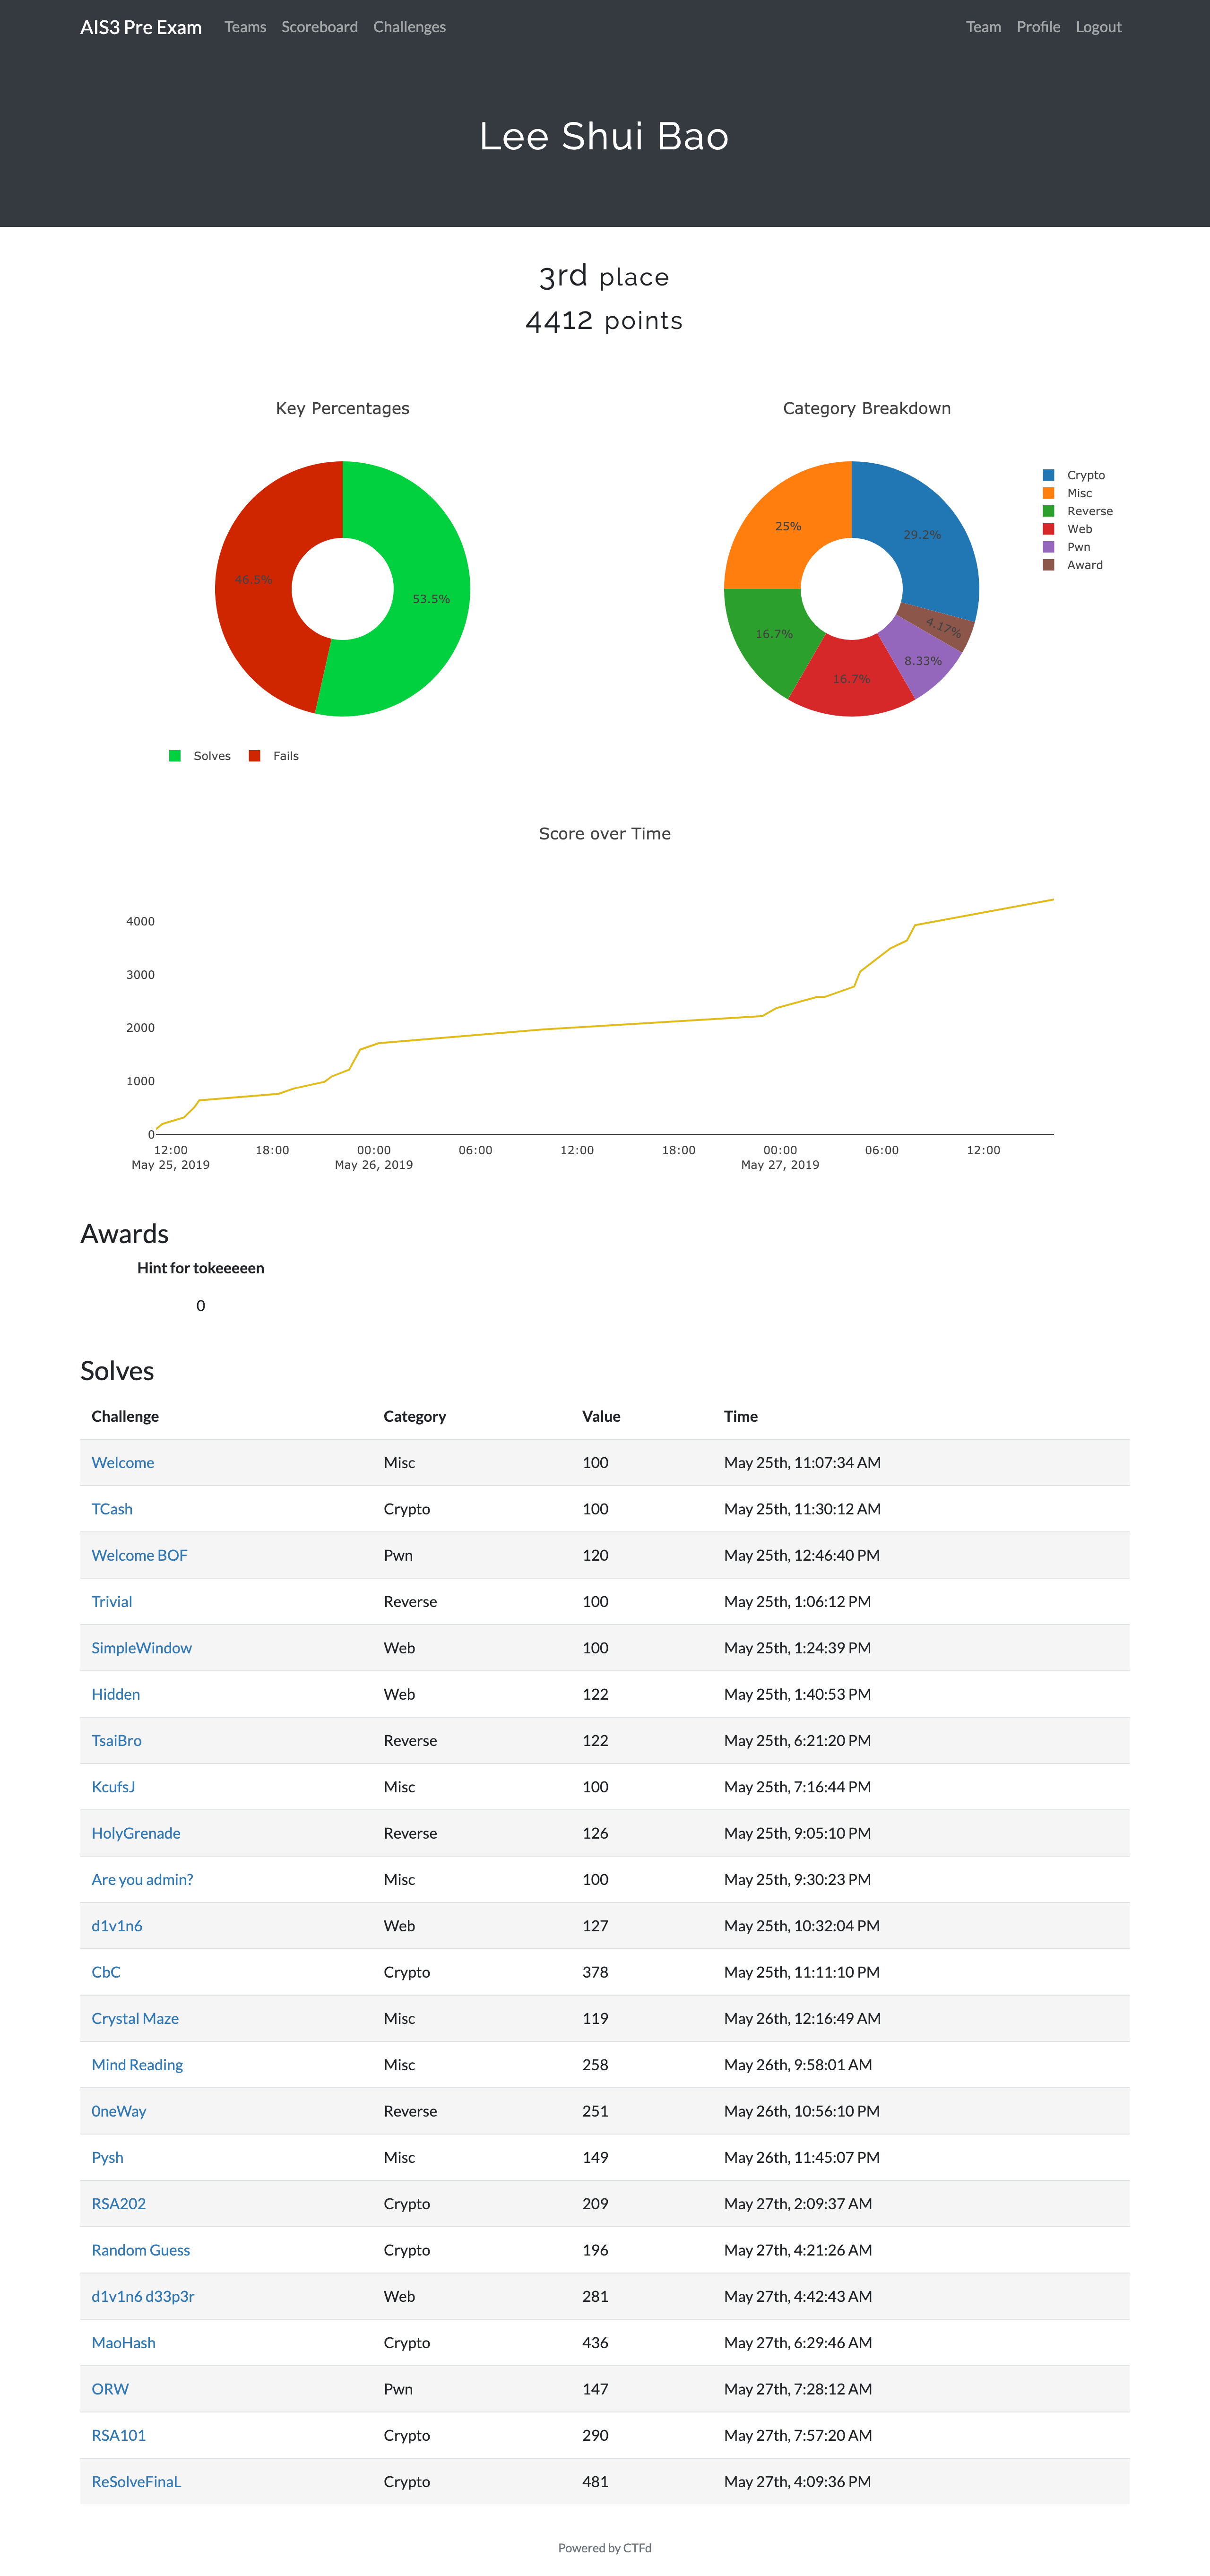 AIS3 Pre Exam Teams Scoreboard Challenges Team Profile Logout
Lee Shui Bao
3rd place
4412 points
Key Percentages
46.5%
53.5%
Solves Fails
Category Breakdown
25%
29.2%
16.7%
4.17%
8.33%
16.7%
Crypto
Misc
Reverse
Web
Pwn
Award
Score over Time
4000
3000
2000
1000
0
12:00 18:00 00:00 06:00 12:00 18:00 00:00 06:00 12:00
May 25, 2019 May 26, 2019 May 27, 2019
Awards
Hint for tokeeeeen
0
Solves
Challenge Category Value Time
Welcome Misc 100 May 25th, 11:07:34 AM
TCash Crypto 100 May 25th, 11:30:12 AM
Welcome BOF Pwn 120 May 25th, 12:46:40 PM
Trivial Reverse 100 May 25th, 1:06:12 PM
SimpleWindow Web 100 May 25th, 1:24:39 PM
Hidden Web 122 May 25th, 1:40:53 PM
TsaiBro Reverse 122 May 25th, 6:21:20 PM
KcufsJ Misc 100 May 25th, 7:16:44 PM
HolyGrenade Reverse 126 May 25th, 9:05:10 PM
Are you admin? Misc 100 May 25th, 9:30:23 PM
d1v1n6 Web 127 May 25th, 10:32:04 PM
CbC Crypto 378 May 25th, 11:11:10 PM
Crystal Maze Misc 119 May 26th, 12:16:49 AM
Mind Reading Misc 258 May 26th, 9:58:01 AM
0neWay Reverse 251 May 26th, 10:56:10 PM
Pysh Misc 149 May 26th, 11:45:07 PM
RSA202 Crypto 209 May 27th, 2:09:37 AM
Random Guess Crypto 196 May 27th, 4:21:26 AM
d1v1n6 d33p3r Web 281 May 27th, 4:42:43 AM
MaoHash Crypto 436 May 27th, 6:29:46 AM
ORW Pwn 147 May 27th, 7:28:12 AM
RSA101 Crypto 290 May 27th, 7:57:20 AM
ReSolveFinaL Crypto 481 May 27th, 4:09:36 PM
Powered by CTFd